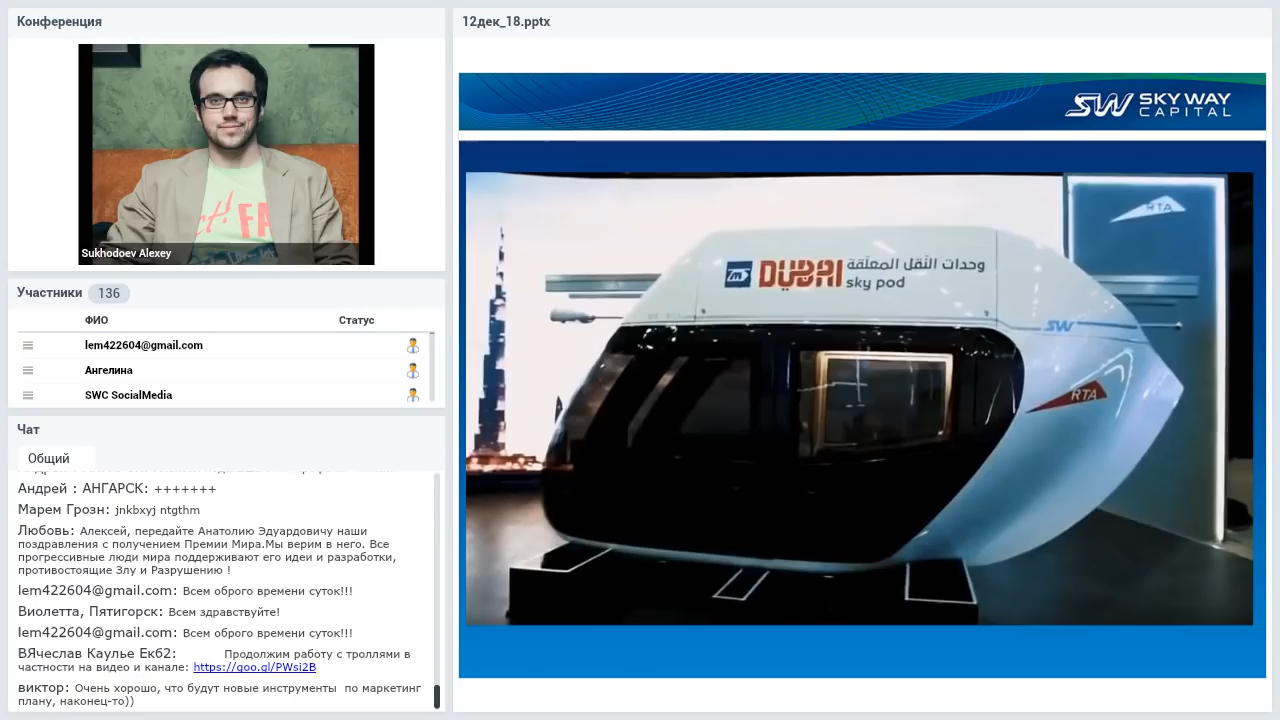 Конференция
Sukhodoev Alexey
Участники 136
ФИО Статус
lem422604@gmail.com
Ангелина
SWC SocialMedia
Чат
Общий
Андрей : АНГАРСК: +++++++
Марем Грозн: jnkbxyj ntgthm
Любовь: Алексей, передайте Анатолию Эдуардовичу наши
поздравления с получением Премии Мира.Мы верим в него. Все
прогрессивные люди мира поддерживают его идеи и разработки,
противостоящие Злу и Разрушению !
lem422604@gmail.com: Всем оброго времени суток!!!
Виолетта, Пятигорск: Всем здравствуйте!
lem422604@gmail.com: Всем оброго времени суток!!!
ВЯчеслав Каулье Екб2: Продолжим работу с троллями в
частности на видео и канале: https://goo.gl/PWsi2B
виктор: Очень хорошо, что будут новые инструменты по маркетинг
плану, наконец-то))
12дек_18.pptx
SW SKY WAY
CAPITAL
RTA
DUBAI وحدات النقل المعلقة
sky pod
SW
RTA